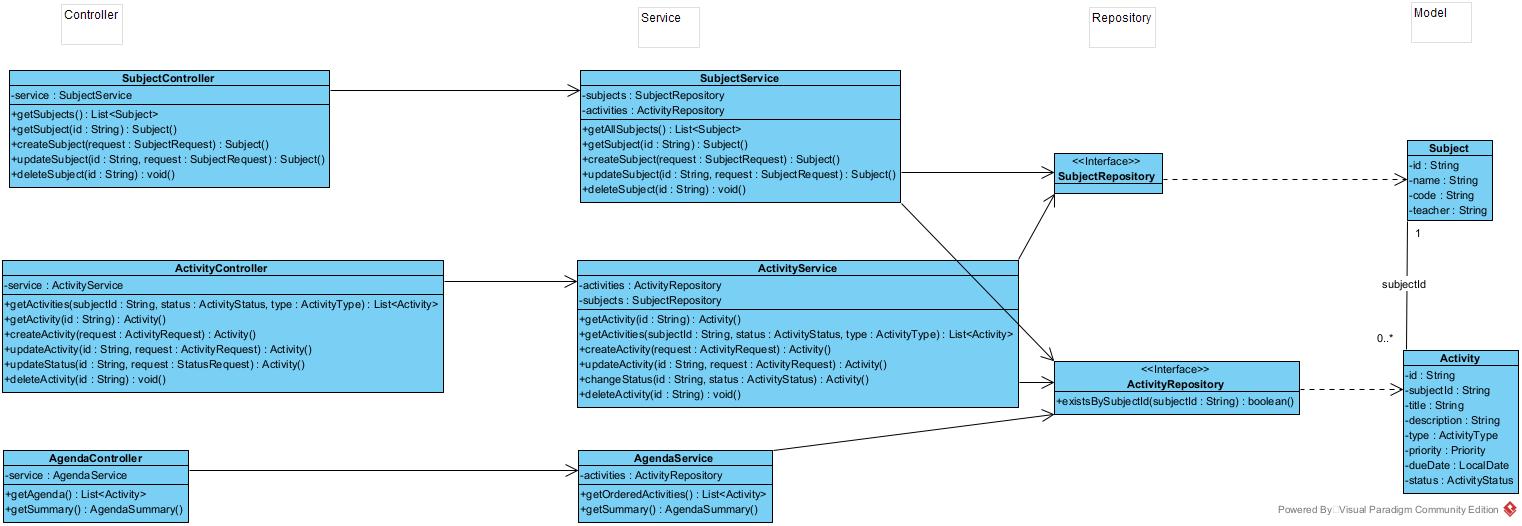 Controller
Service
Repository
Model
SubjectController
-service : SubjectService
+getSubjects() : List<Subject>
+getSubject(id : String) : Subject()
+createSubject(request : SubjectRequest) : Subject()
+updateSubject(id : String, request : SubjectRequest) : Subject()
+deleteSubject(id : String) : void()
SubjectService
-subjects : SubjectRepository
-activities : ActivityRepository
+getAllSubjects() : List<Subject>
+getSubject(id : String) : Subject()
+createSubject(request : SubjectRequest) : Subject()
+updateSubject(id : String, request : SubjectRequest) : Subject()
+deleteSubject(id : String) : void()
<<Interface>>
SubjectRepository
Subject
-id : String
-name : String
-code : String
-teacher : String
1
subjectId
0..*
ActivityController
-service : ActivityService
+getActivities(subjectId : String, status : ActivityStatus, type : ActivityType) : List<Activity>
+getActivity(id : String) : Activity()
+createActivity(request : ActivityRequest) : Activity()
+updateActivity(id : String, request : ActivityRequest) : Activity()
+updateStatus(id : String, request : StatusRequest) : Activity()
+deleteActivity(id : String) : void()
ActivityService
-activities : ActivityRepository
-subjects : SubjectRepository
+getActivity(id : String) : Activity()
+getActivities(subjectId : String, status : ActivityStatus, type : ActivityType) : List<Activity>
+createActivity(request : ActivityRequest) : Activity()
+updateActivity(id : String, request : ActivityRequest) : Activity()
+changeStatus(id : String, status : ActivityStatus) : Activity()
+deleteActivity(id : String) : void()
<<Interface>>
ActivityRepository
+existsBySubjectId(subjectId : String) : boolean()
Activity
-id : String
-subjectId : String
-title : String
-description : String
-type : ActivityType
-priority : Priority
-dueDate : LocalDate
-status : ActivityStatus
AgendaController
-service : AgendaService
+getAgenda() : List<Activity>
+getSummary() : AgendaSummary()
AgendaService
-activities : ActivityRepository
+getOrderedActivities() : List<Activity>
+getSummary() : AgendaSummary()
Powered By Visual Paradigm Community Edition